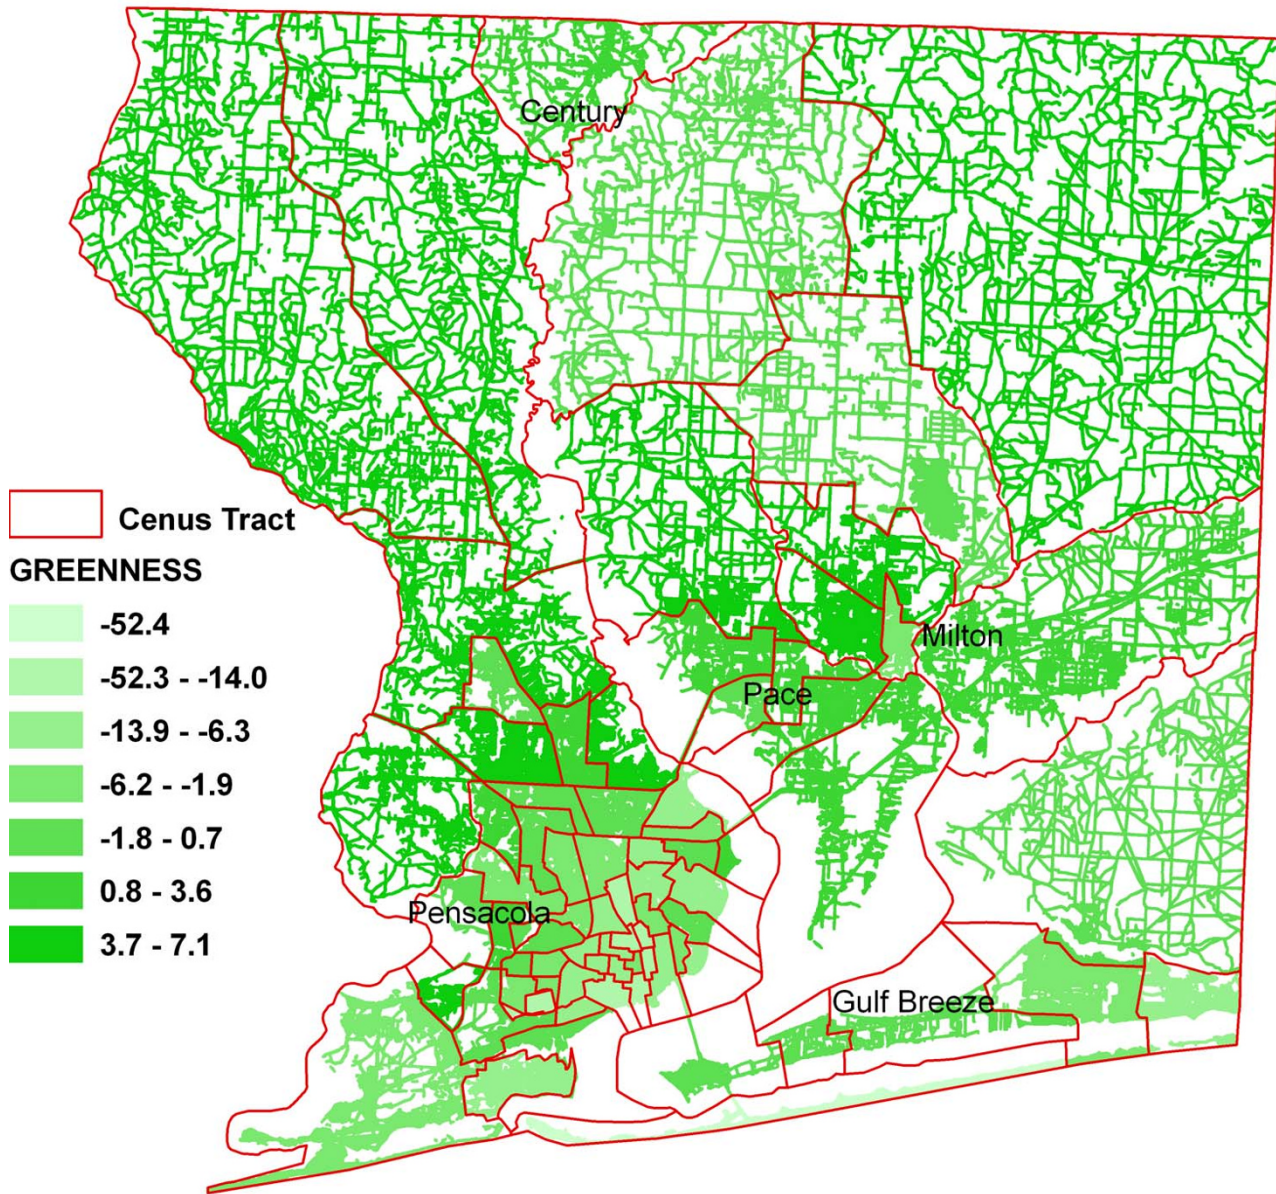 Century
Cenus Tract
GREENNESS
-52.4
-52.3 - -14.0
-13.9 - -6.3
-6.2 - -1.9
-1.8 - 0.7
0.8 - 3.6
3.7 - 7.1
Milton
Pace
Pensacola
Gulf Breeze